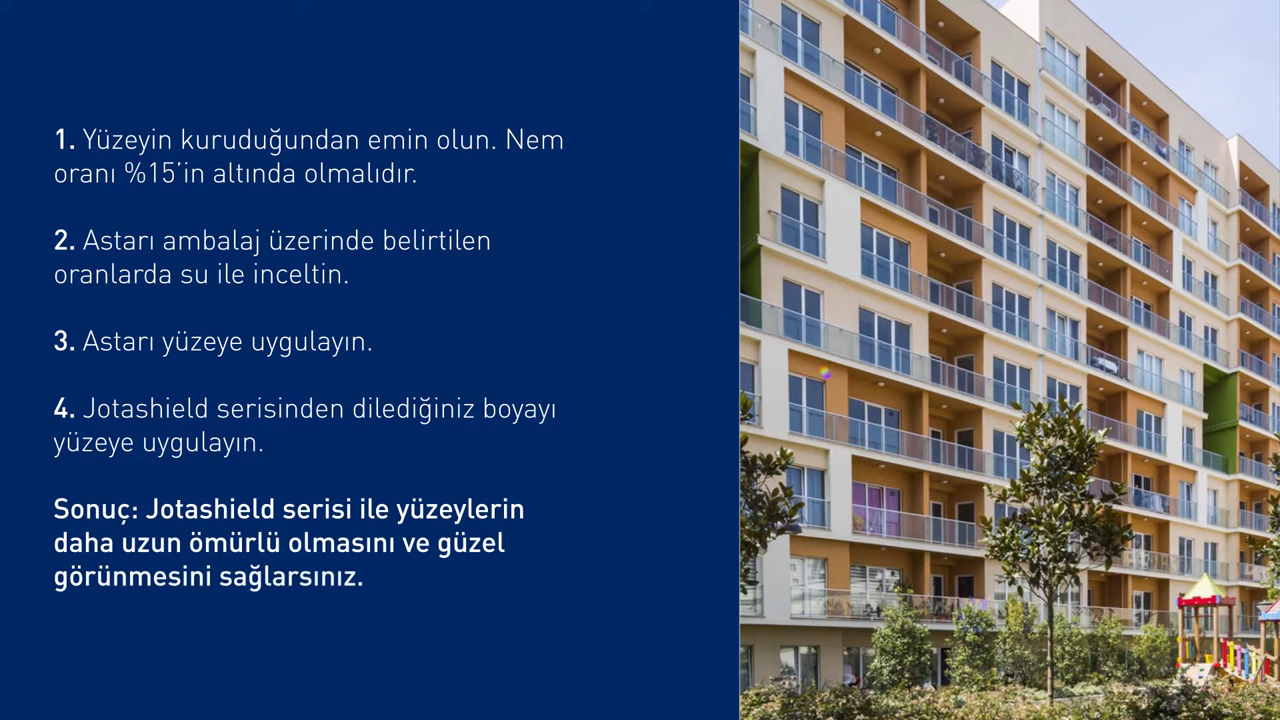 1. Yüzeyin kuruduğundan emin olun. Nem
oranı %15’in altında olmalıdır.
2. Astarı ambalaj üzerinde belirtilen
oranlarda su ile inceltin.
3. Astarı yüzeye uygulayın.
4. Jotashield serisinden dilediğiniz boyayı
yüzeye uygulayın.
Sonuç: Jotashield serisi ile yüzeylerin
daha uzun ömürlü olmasını ve güzel
görünmesini sağlarsınız.